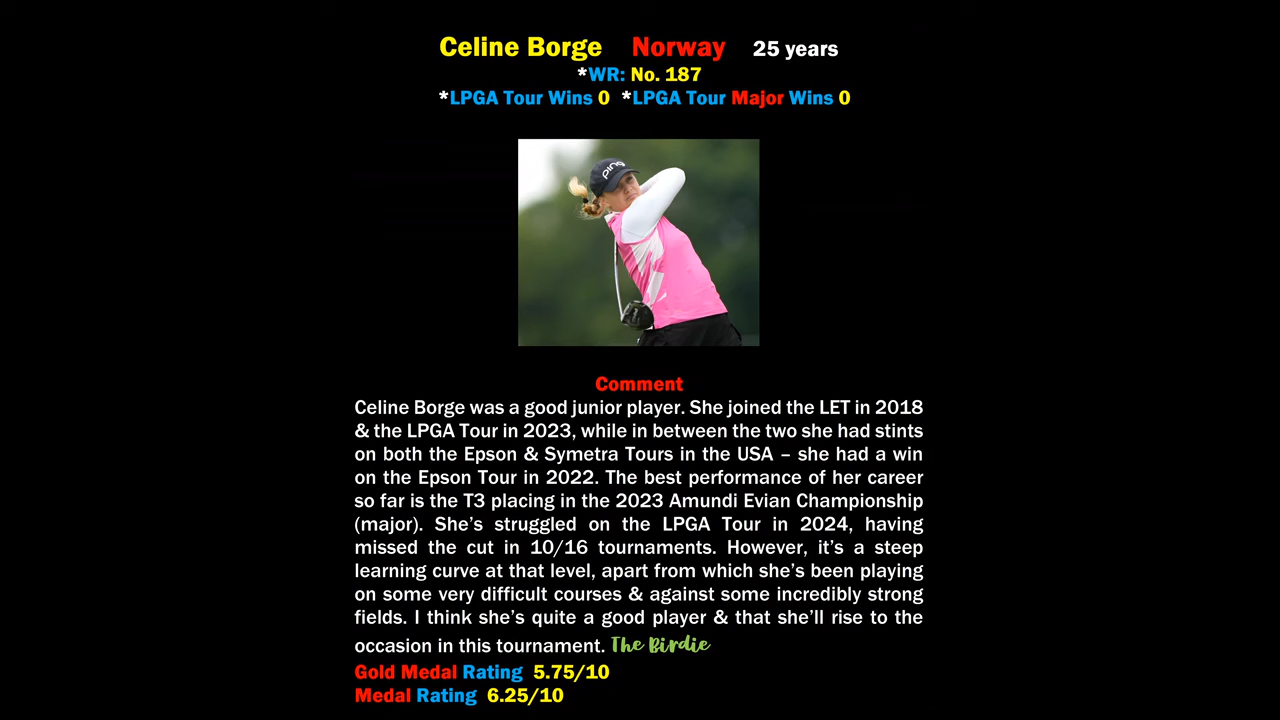 Celine Borge Norway 25 years
*WR: No. 187
*LPGA Tour Wins 0 *LPGA Tour Major Wins 0
PING
Comment
Celine Borge was a good junior player. She joined the LET in 2018
& the LPGA Tour in 2023, while in between the two she had stints
on both the Epson & Symetra Tours in the USA – she had a win
on the Epson Tour in 2022. The best performance of her career
so far is the T3 placing in the 2023 Amundi Evian Championship
(major). She’s struggled on the LPGA Tour in 2024, having
missed the cut in 10/16 tournaments. However, it’s a steep
learning curve at that level, apart from which she’s been playing
on some very difficult courses & against some incredibly strong
fields. I think she’s quite a good player & that she’ll rise to the
occasion in this tournament. The Birdie
Gold Medal Rating 5.75/10
Medal Rating 6.25/10